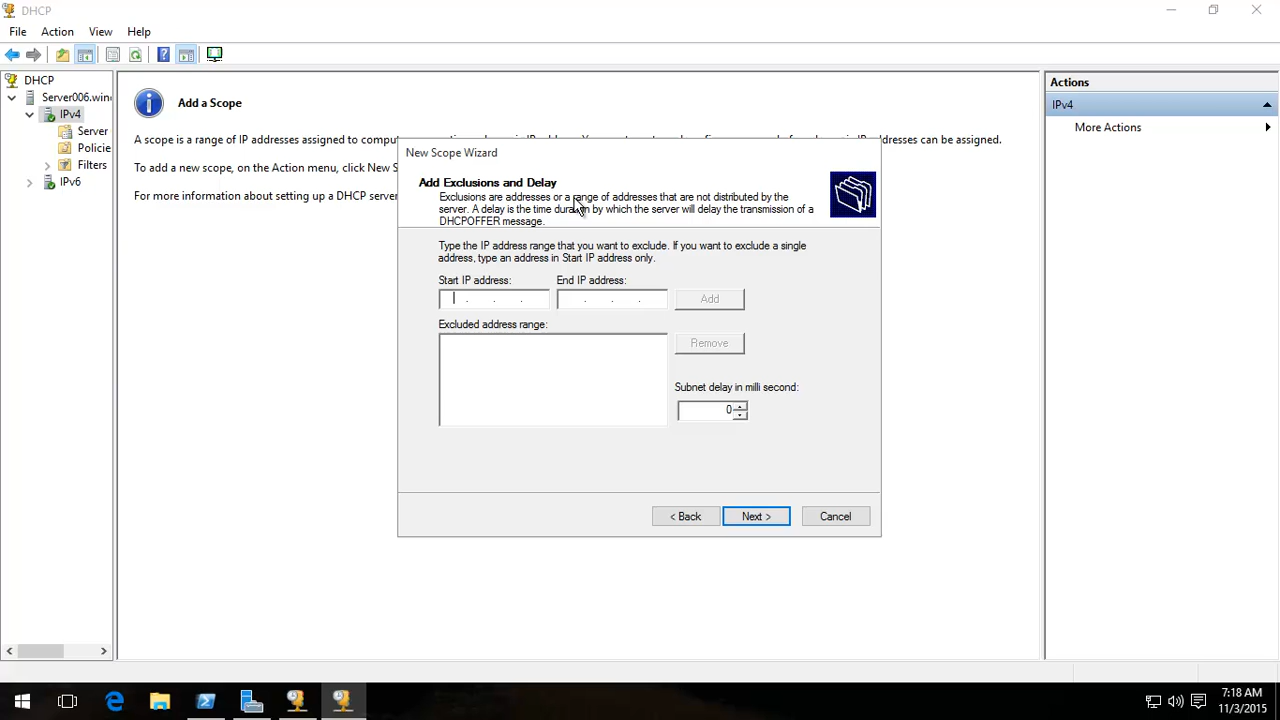 DHCP
File Action View Help
DHCP
Server006.wind
IPv4
Server
Policie
Filters
IPv6
Add a Scope
A scope is a range of IP addresses assigned to comput
addresses can be assigned.
To add a new scope, on the Action menu, click New S
For more information about setting up a DHCP server
New Scope Wizard
Add Exclusions and Delay
Exclusions are addresses or a range of addresses that are not distributed by the
server. A delay is the time duration by which the server will delay the transmission of a
DHCPOFFER message.
Type the IP address range that you want to exclude. If you want to exclude a single
address, type an address in Start IP address only.
Start IP address: End IP address:
Add
Excluded address range:
Remove
Subnet delay in milli second:
0
< Back Next > Cancel
Actions
IPv4
More Actions
7:18 AM
11/3/2015